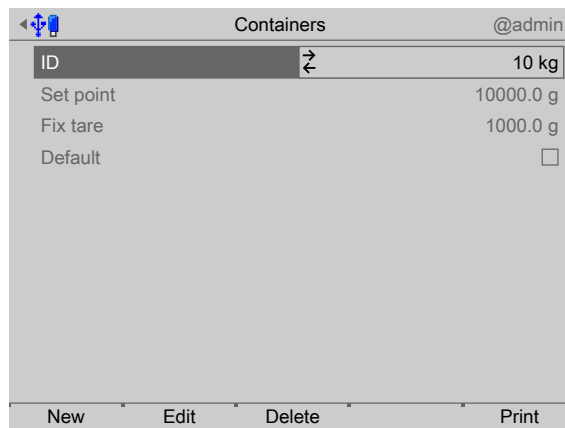 Containers @admin
ID 10 kg
Set point 10000.0 g
Fix tare 1000.0 g
Default
New Edit Delete Print